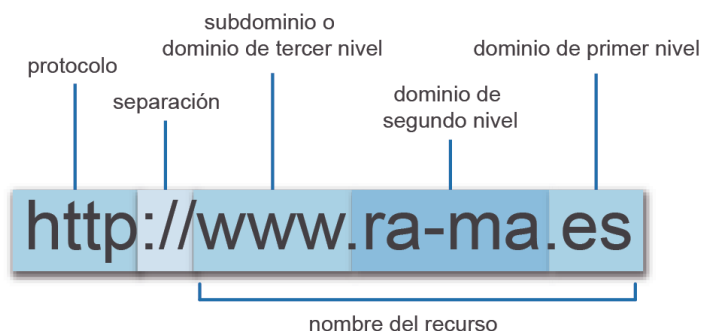 subdominio o
dominio de tercer nivel
dominio de primer nivel
protocolo
separación
dominio de
segundo nivel
http://www.ra-ma.es
nombre del recurso